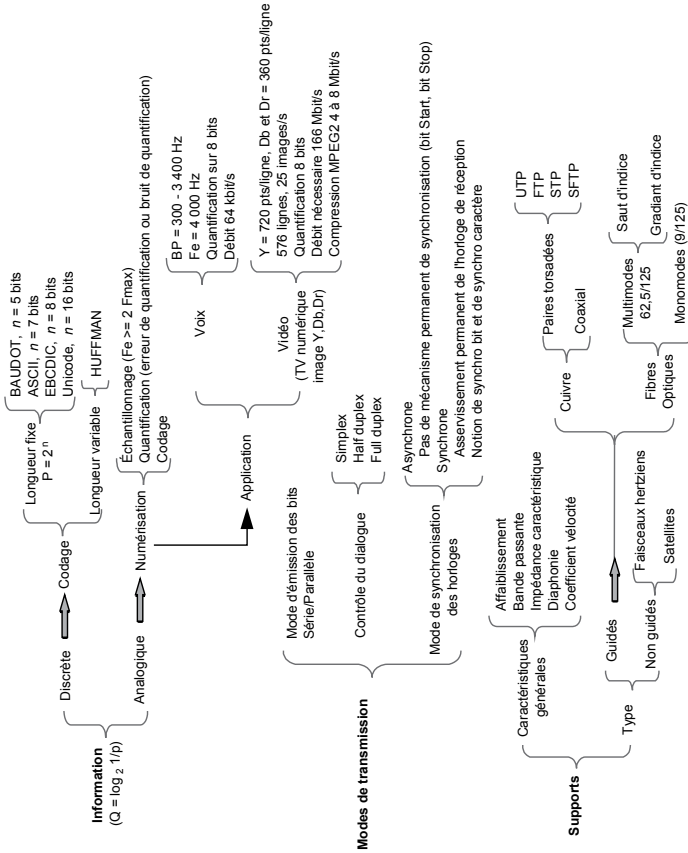 Information
(Q = log 2 1/p)
Discrète
Codage
Longueur fixe
P = 2n
BAUDOT, n = 5 bits
ASCII, n = 7 bits
EBCDIC, n = 8 bits
Unicode, n = 16 bits
Longueur variable
HUFFMAN
Analogique
Numérisation
Échantillonnage (Fe >= 2 Fmax)
Quantification (erreur de quantification ou bruit de quantification)
Codage
Application
Voix
BP = 300 - 3 400 Hz
Fe = 4 000 Hz
Quantification sur 8 bits
Débit 64 kbit/s
Vidéo
(TV numérique
image Y,Db,Dr)
Y = 720 pts/ligne, Db et Dr = 360 pts/ligne
576 lignes, 25 images/s
Quantification 8 bits
Débit nécessaire 166 Mbit/s
Compression MPEG2 4 à 8 Mbit/s
Modes de transmission
Mode d'émission des bits
Série/Parallèle
Contrôle du dialogue
Simplex
Half duplex
Full duplex
Mode de synchronisation
des horloges
Asynchrone
Pas de mécanisme permanent de synchronisation (bit Start, bit Stop)
Synchrone
Asservissement permanent de l'horloge de réception
Notion de synchro bit et de synchro caractère
Supports
Caractéristiques
générales
Affaiblissement
Bande passante
Impédance caractéristique
Diaphonie
Coefficient vélocité
Type
Guidés
Non guidés
Faisceaux hertziens
Satellites
Cuivre
Paires torsadées
UTP
FTP
STP
SFTP
Coaxial
Fibres
Optiques
Multimodes
62,5/125
Saut d'indice
Gradiant d'indice
Monomodes (9/125)